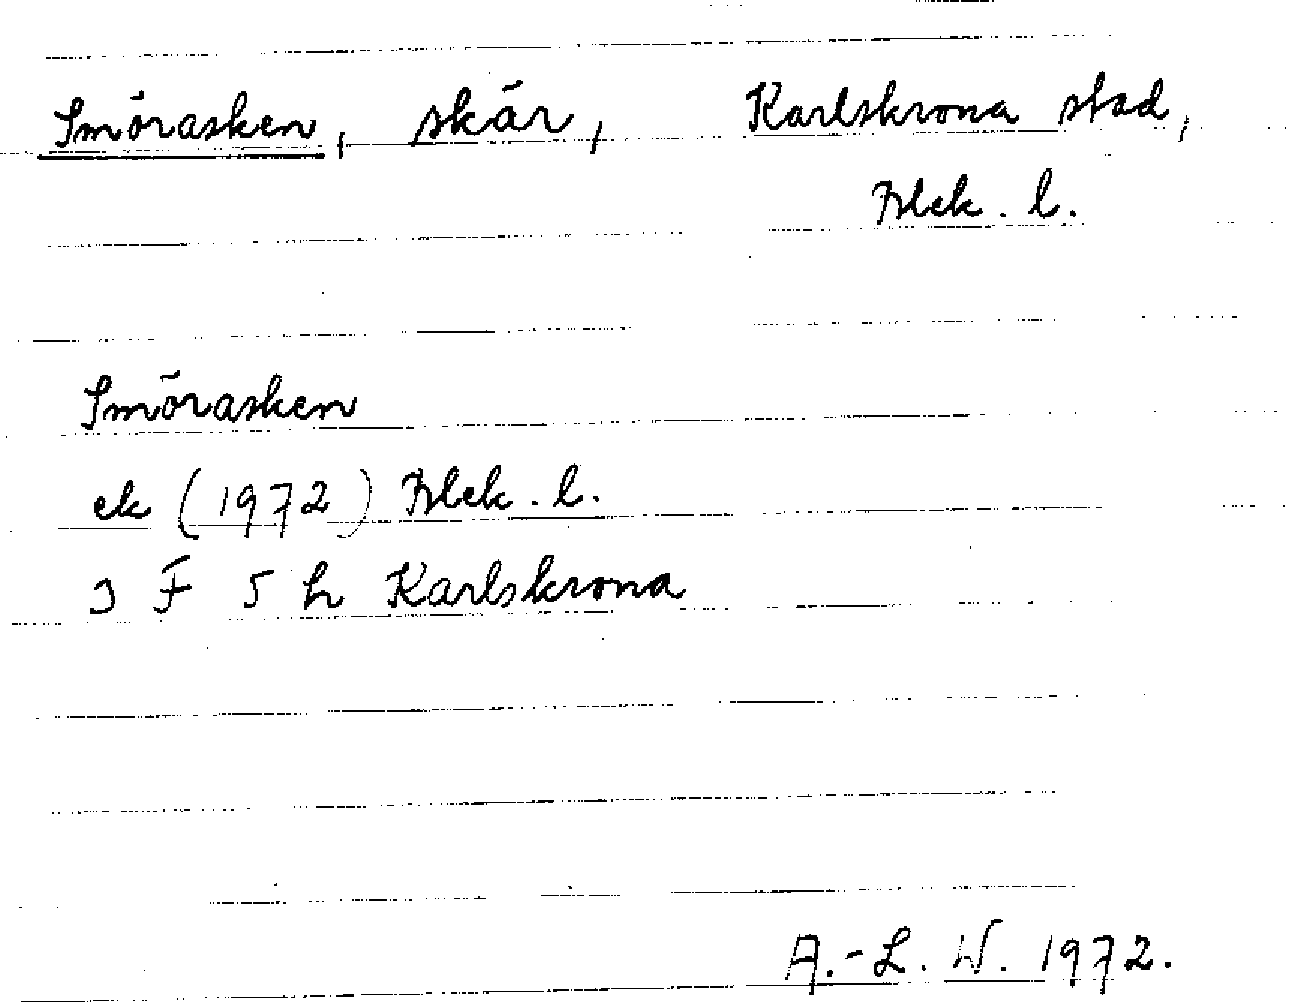 Smörasken, skär, Karlskrona stad,
Blek. l.
Smörasken
ek (1972) Blek. l.
3 F 5 h Karlskrona
A.-L. W. 1972.